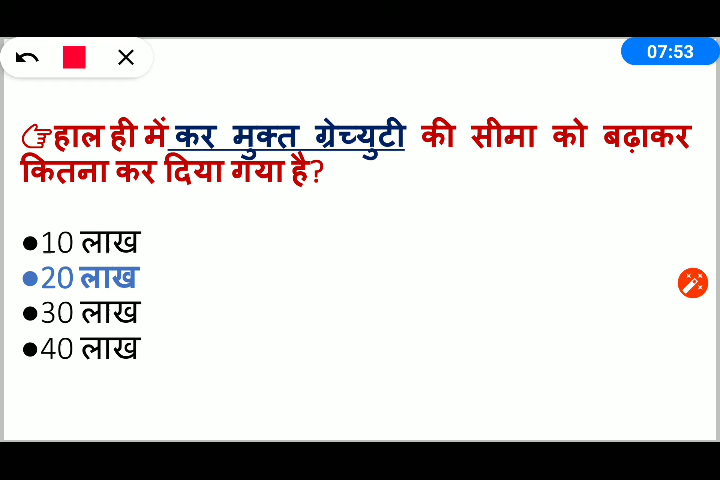 07:53
👉हाल ही में कर मुक्त ग्रेच्युटी की सीमा को बढ़ाकर
कितना कर दिया गया है?
●10 लाख
●20 लाख
●30 लाख
●40 लाख